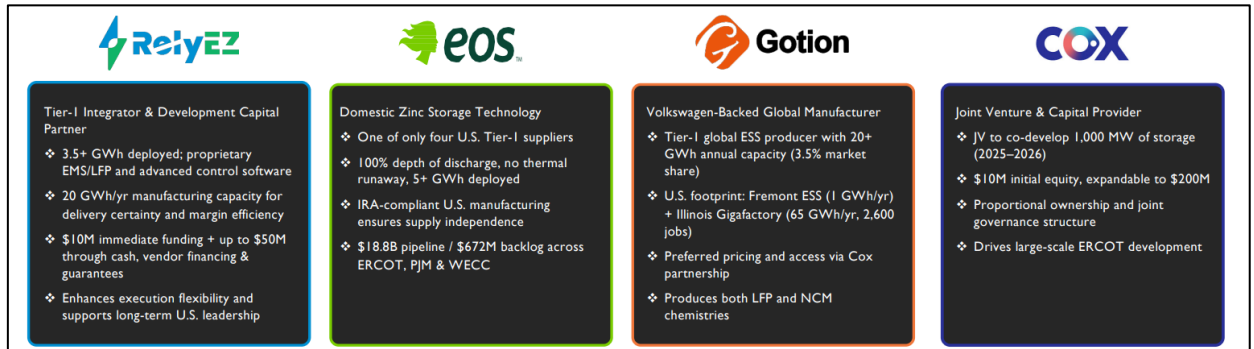 RelyEZ
eos™
Gotion
COX
Tier-1 Integrator & Development Capital
Partner
❖ 3.5+ GWh deployed; proprietary
EMS/LFP and advanced control software
❖ 20 GWh/yr manufacturing capacity for
delivery certainty and margin efficiency
❖ $10M immediate funding + up to $50M
through cash, vendor financing &
guarantees
❖ Enhances execution flexibility and
supports long-term U.S. leadership
Domestic Zinc Storage Technology
❖ One of only four U.S. Tier-1 suppliers
❖ 100% depth of discharge, no thermal
runaway, 5+ GWh deployed
❖ IRA-compliant U.S. manufacturing
ensures supply independence
❖ $18.8B pipeline / $672M backlog across
ERCOT, PJM & WECC
Volkswagen-Backed Global Manufacturer
❖ Tier-1 global ESS producer with 20+
GWh annual capacity (3.5% market
share)
❖ U.S. footprint: Fremont ESS (1 GWh/yr)
+ Illinois Gigafactory (65 GWh/yr, 2,600
jobs)
❖ Preferred pricing and access via Cox
partnership
❖ Produces both LFP and NCM
chemistries
Joint Venture & Capital Provider
❖ JV to co-develop 1,000 MW of storage
(2025–2026)
❖ $10M initial equity, expandable to $200M
❖ Proportional ownership and joint
governance structure
❖ Drives large-scale ERCOT development